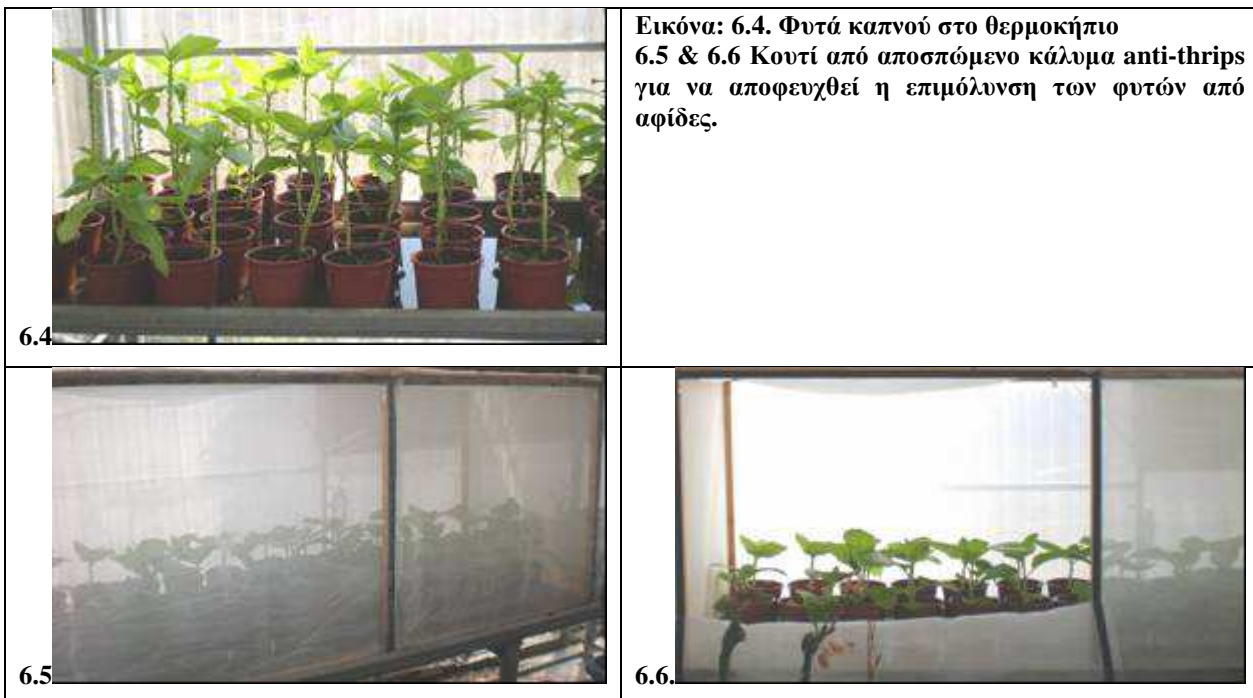 Εικόνα: 6.4. Φυτά καπνού στο θερμοκήπιο
6.5 & 6.6 Κουτί από αποσπώμενο κάλυμα anti-thrips
για να αποφευχθεί η επιμόλυνση των φυτών από
αφίδες.
6.4
6.5
6.6.